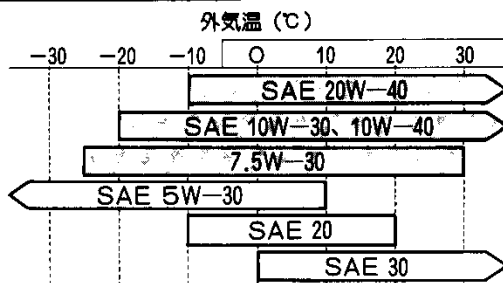 外気温（℃）
－30 －20 －10 0 10 20 30
SAE 20W－40
SAE 10W－30、10W－40
7.5W－30
SAE 5W－30
SAE 20
SAE 30